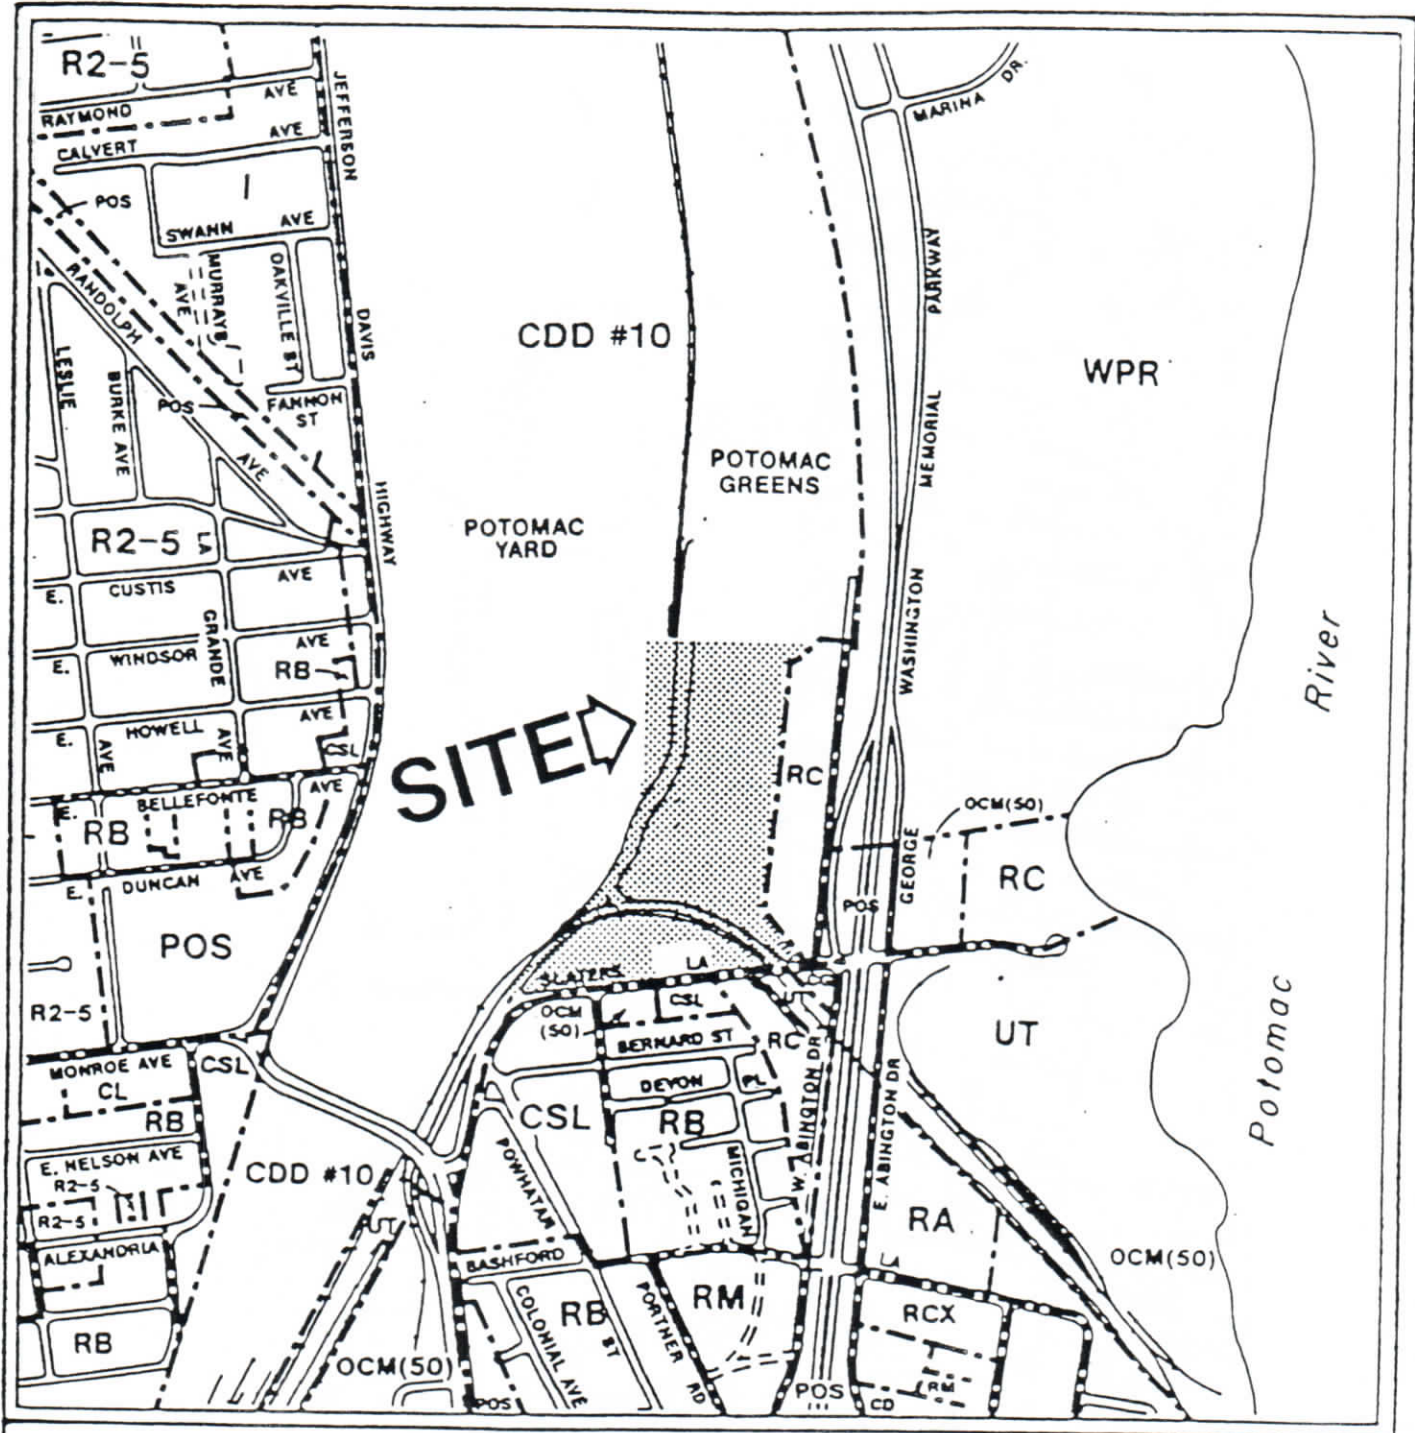 R2-5
RAYMOND AVE
CALVERT AVE
JEFFERSON DAVIS HIGHWAY
MARINA DR.
POS
I
SWANN AVE
MURRAYS AVE
OAKVILLE ST
RANDOLPH AVE
LESLIE
BURKE AVE
POS
FANNON
ST
CDD #10
WPR
GEORGE WASHINGTON MEMORIAL PARKWAY
POTOMAC
GREENS
POTOMAC
YARD
R2-5
LA GRANDE AVE
E. CUSTIS AVE
E. WINDSOR AVE
RB
E. HOWELL AVE
AVE
CSL
SITE
RC
Potomac River
BELLEFONTE AVE
RB
RB
E. DUNCAN AVE
OCM(50)
RC
POS
POS
SLATERS LA
R2-5
OCM
(50)
CSL
UT
CG
UT
BERNARD ST
RC
MONROE AVE
CSL
CL
DEVON PL
CSL
RB
RB
W. ABINGTON DR
E. ABINGTON DR
E. NELSON AVE
R2-5
CDD #10
POWHATAN ST
MICHIGAN
R2-5
UT
RA
ALEXANDRIA
BASHFORD LA
OCM(50)
COLONIAL AVE
RB
PORTNER RD
RM
RCX
RB
OCM(50)
RM
POS
POS
CD